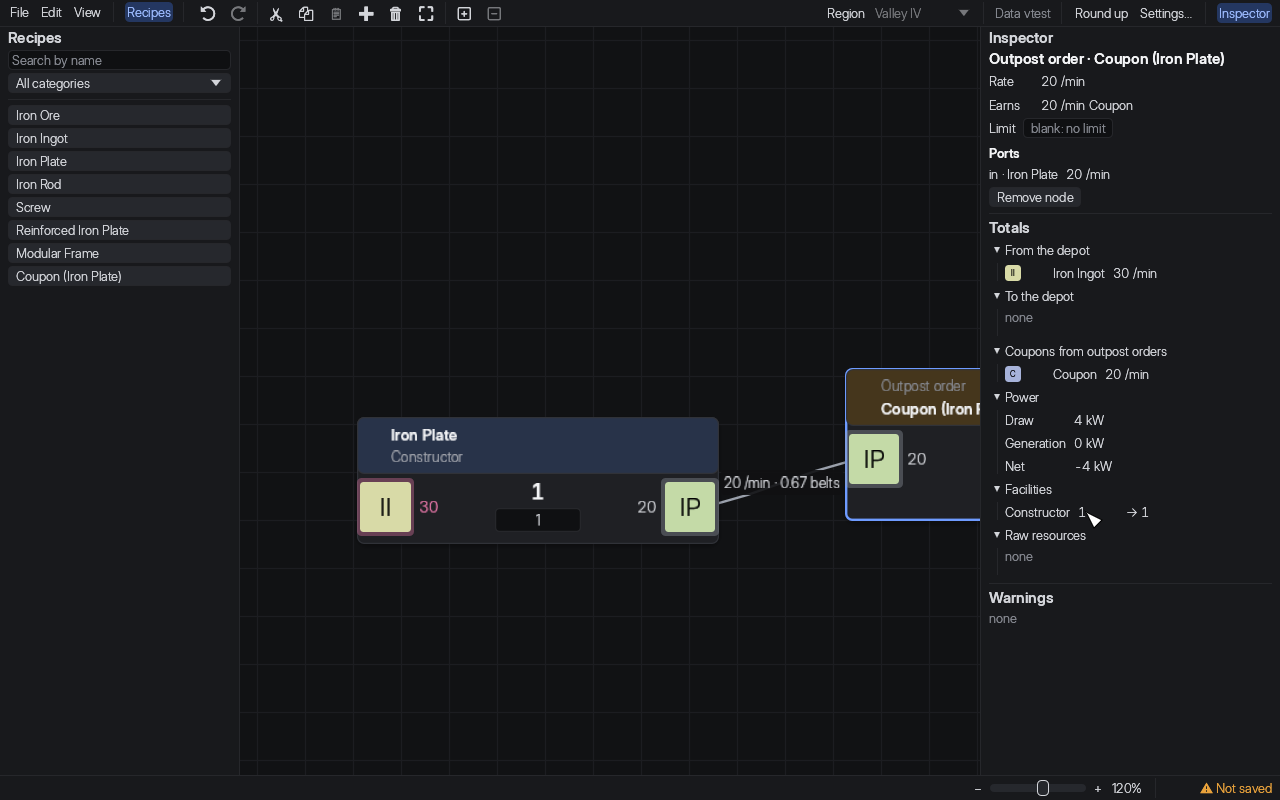 File Edit View Recipes Region Valley IV Data vtest Round up Settings... Inspector
Recipes
Search by name
All categories
Iron Ore
Iron Ingot
Iron Plate
Iron Rod
Screw
Reinforced Iron Plate
Modular Frame
Coupon (Iron Plate)
Iron Plate
Constructor
II 30 1 20 IP
1
20 /min · 0.67 belts
Outpost order
Coupon (Iron P
IP 20
Inspector
Outpost order · Coupon (Iron Plate)
Rate 20 /min
Earns 20 /min Coupon
Limit blank: no limit
Ports
in · Iron Plate 20 /min
Remove node
Totals
From the depot
II Iron Ingot 30 /min
To the depot
none
Coupons from outpost orders
C Coupon 20 /min
Power
Draw 4 kW
Generation 0 kW
Net -4 kW
Facilities
Constructor 1 → 1
Raw resources
none
Warnings
none
− + 120% Not saved